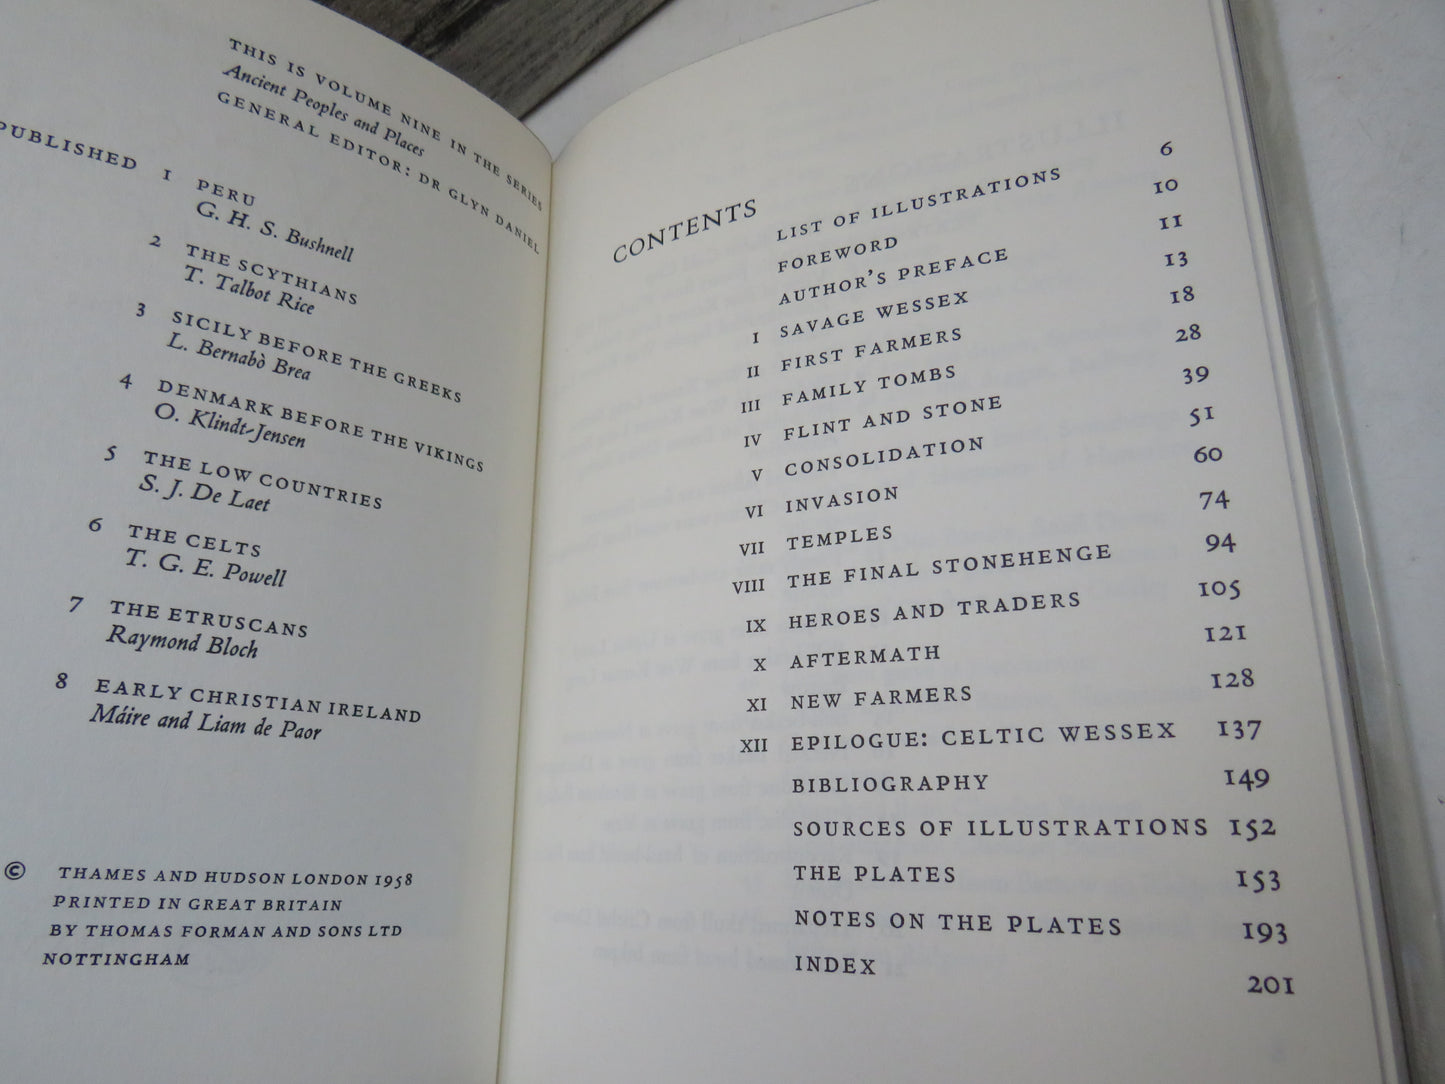 THIS IS VOLUME NINE IN THE SERIES
Ancient Peoples and Places
GENERAL EDITOR: DR GLYN DANIEL
PUBLISHED 1 PERU
G. H. S. Bushnell
2 THE SCYTHIANS
T. Talbot Rice
3 SICILY BEFORE THE GREEKS
L. Bernabò Brea
4 DENMARK BEFORE THE VIKINGS
O. Klindt-Jensen
5 THE LOW COUNTRIES
S. J. De Laet
6 THE CELTS
T. G. E. Powell
7 THE ETRUSCANS
Raymond Bloch
8 EARLY CHRISTIAN IRELAND
Máire and Liam de Paor
© THAMES AND HUDSON LONDON 1958
PRINTED IN GREAT BRITAIN
BY THOMAS FORMAN AND SONS LTD
NOTTINGHAM
CONTENTS
LIST OF ILLUSTRATIONS 6
FOREWORD 10
AUTHOR'S PREFACE 11
I SAVAGE WESSEX 13
II FIRST FARMERS 18
III FAMILY TOMBS 28
IV FLINT AND STONE 39
V CONSOLIDATION 51
VI INVASION 60
VII TEMPLES 74
VIII THE FINAL STONEHENGE 94
IX HEROES AND TRADERS 105
X AFTERMATH 121
XI NEW FARMERS 128
XII EPILOGUE: CELTIC WESSEX 137
BIBLIOGRAPHY 149
SOURCES OF ILLUSTRATIONS 152
THE PLATES 153
NOTES ON THE PLATES 193
INDEX 201